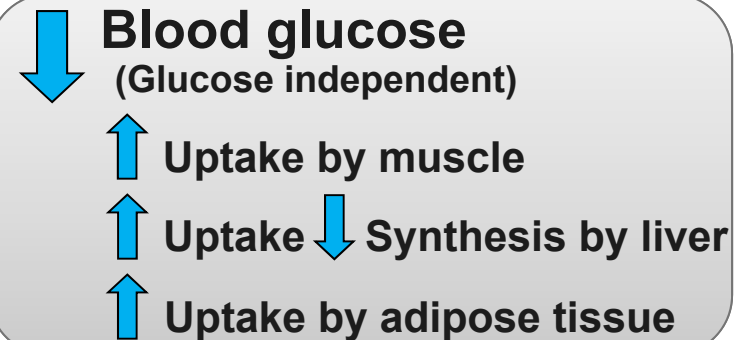 Blood glucose
(Glucose independent)
Uptake by muscle
Uptake Synthesis by liver
Uptake by adipose tissue